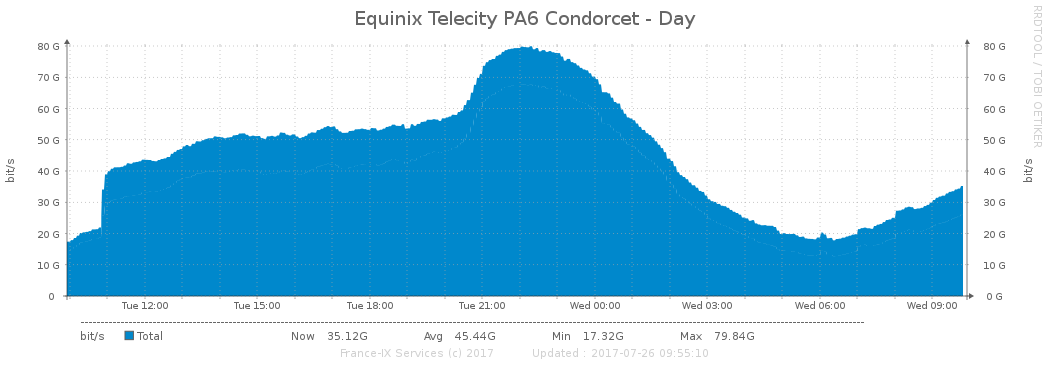 Equinix Telecity PA6 Condorcet - Day
RRDTOOL / TOBI OETIKER
bit/s
80 G
70 G
60 G
50 G
40 G
30 G
20 G
10 G
0
80 G
70 G
60 G
50 G
40 G
30 G
20 G
10 G
0 G
bit/s
Tue 12:00 Tue 15:00 Tue 18:00 Tue 21:00 Wed 00:00 Wed 03:00 Wed 06:00 Wed 09:00
bit/s Total Now 35.12G Avg 45.44G Min 17.32G Max 79.84G
France-IX Services (c) 2017 Updated : 2017-07-26 09:55:10